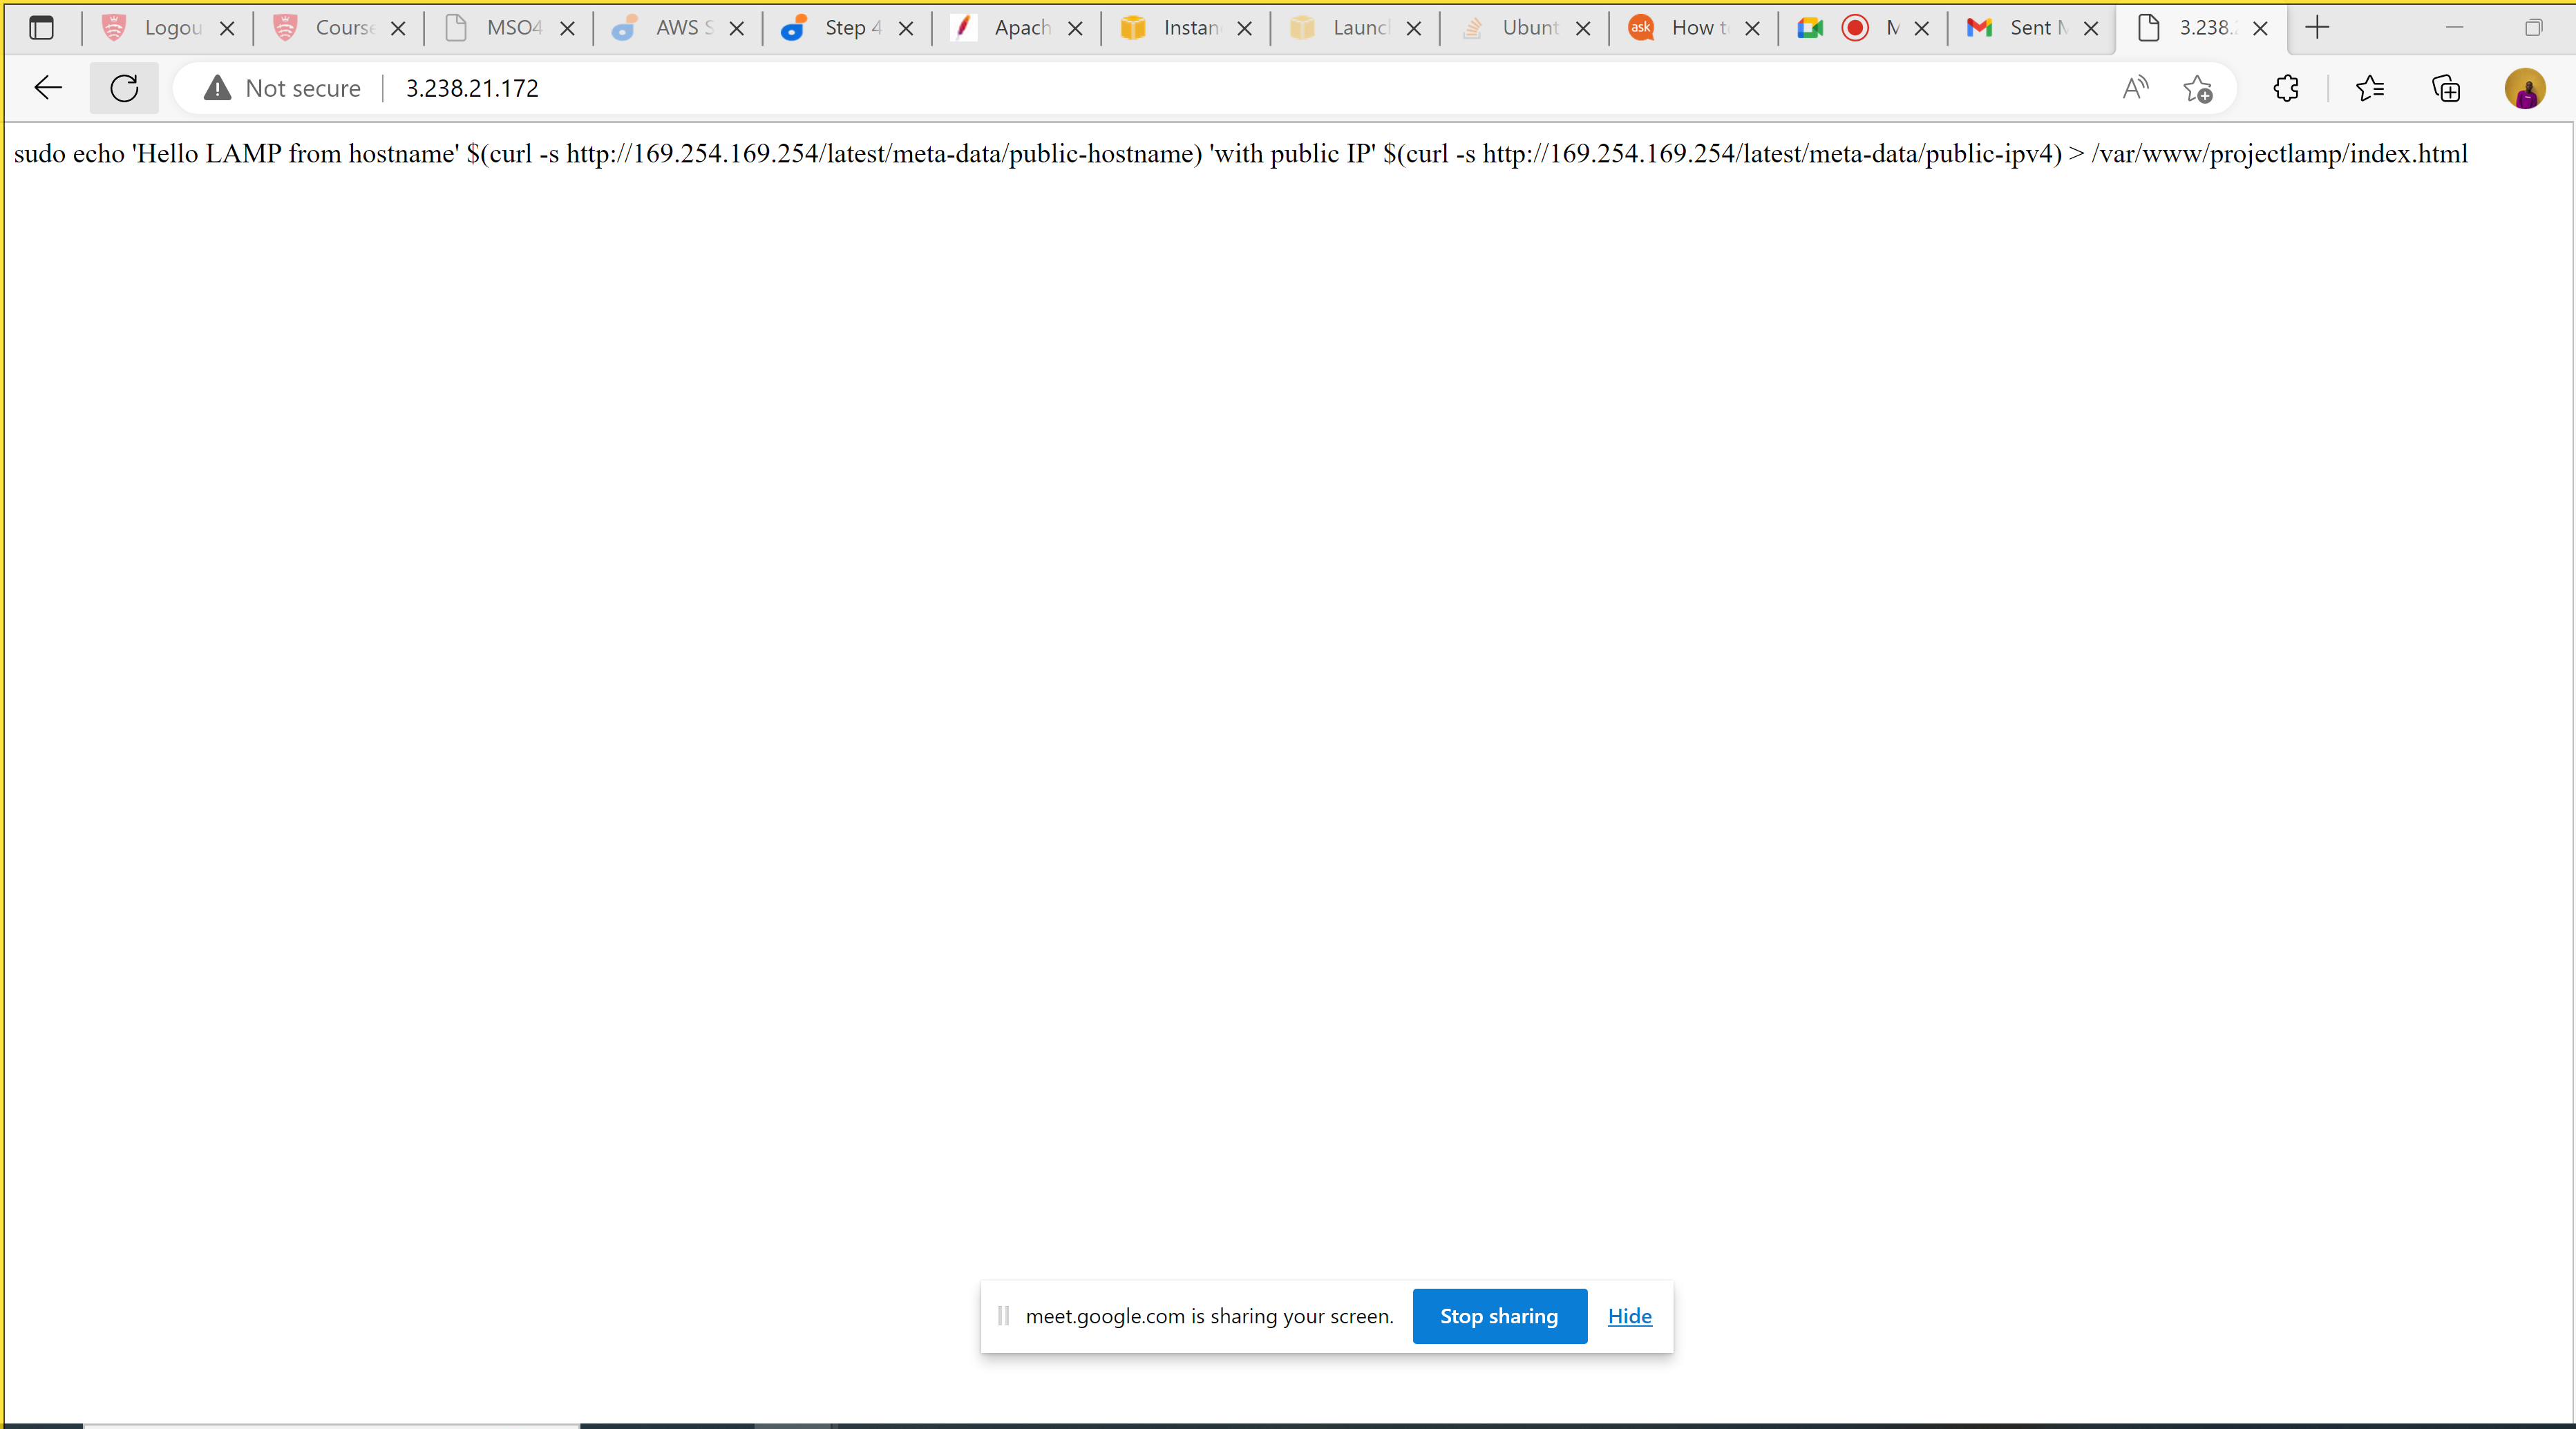 Logou
Course
MSO4
AWS S
Step 4
Apach
Instan
Launcl
Ubunt
ask
How t
M
Sent M
3.238.
Not secure
3.238.21.172
sudo echo 'Hello LAMP from hostname' $(curl -s http://169.254.169.254/latest/meta-data/public-hostname) 'with public IP' $(curl -s http://169.254.169.254/latest/meta-data/public-ipv4) > /var/www/projectlamp/index.html
meet.google.com is sharing your screen.
Stop sharing
Hide